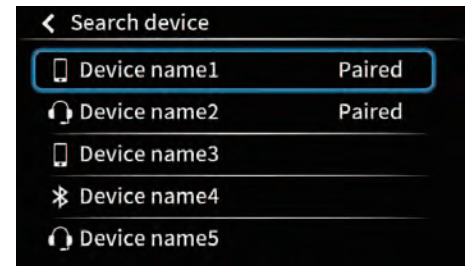 Search device
Device name1 Paired
Device name2 Paired
Device name3
Device name4
Device name5